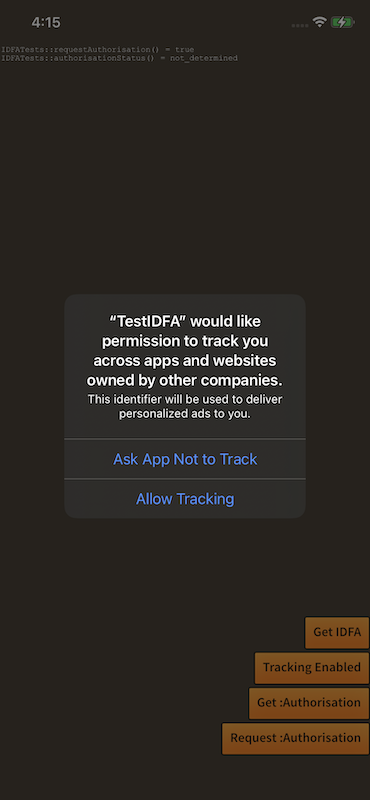 4:15
IDFATests::requestAuthorisation() = true
IDFATests::authorisationStatus() = not_determined
“TestIDFA” would like
permission to track you
across apps and websites
owned by other companies.
This identifier will be used to deliver
personalized ads to you.
Ask App Not to Track
Allow Tracking
Get IDFA
Tracking Enabled
Get :Authorisation
Request :Authorisation